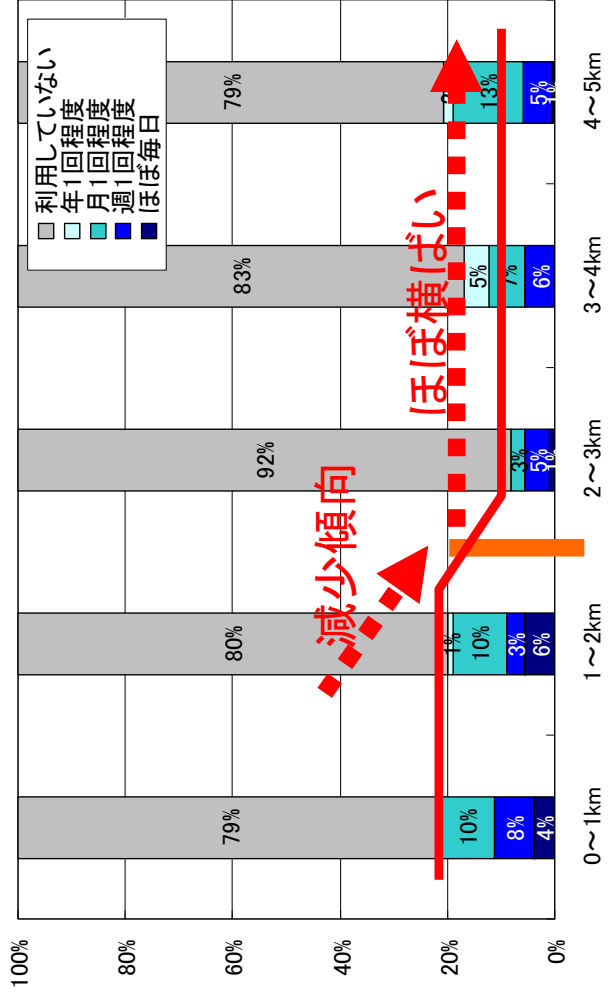 利用していない
年1回程度
月1回程度
週1回程度
ほぼ毎日
減少傾向
ほぼ横ばい
100%
80%
60%
40%
20%
0%
79%
10%
8%
4%
80%
1%
10%
3%
6%
92%
3%
5%
1%
83%
5%
7%
6%
79%
13%
5%
1%
0～1km
1～2km
2～3km
3～4km
4～5km